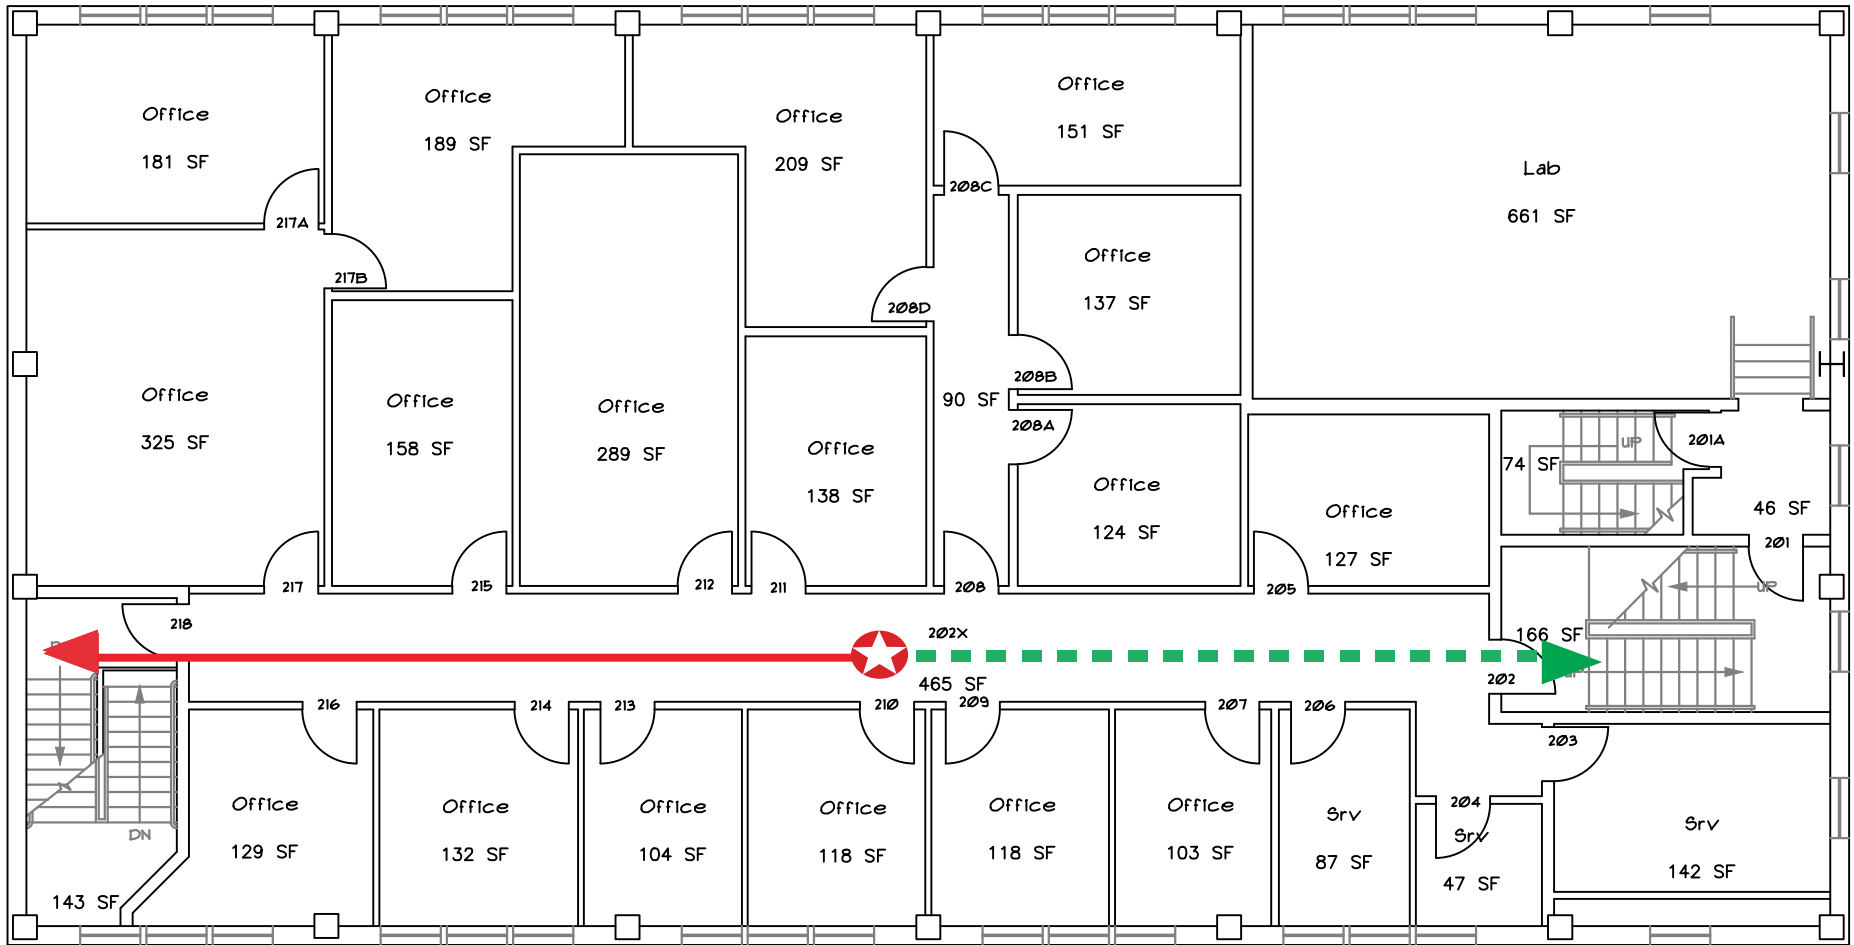 Office
181 SF
Office
189 SF
Office
209 SF
Office
151 SF
Lab
661 SF
217A
217B
208C
208D
Office
137 SF
208B
Office
325 SF
Office
158 SF
Office
289 SF
Office
138 SF
90 SF
208A
Office
124 SF
Office
127 SF
74 SF
UP
201A
46 SF
201
217
215
212
211
208
205
UP
218
202X
465 SF
166 SF
UP
202
216
214
213
210
209
207
206
203
204
DN
143 SF
Office
129 SF
Office
132 SF
Office
104 SF
Office
118 SF
Office
118 SF
Office
103 SF
Srv
87 SF
Srv
47 SF
Srv
142 SF